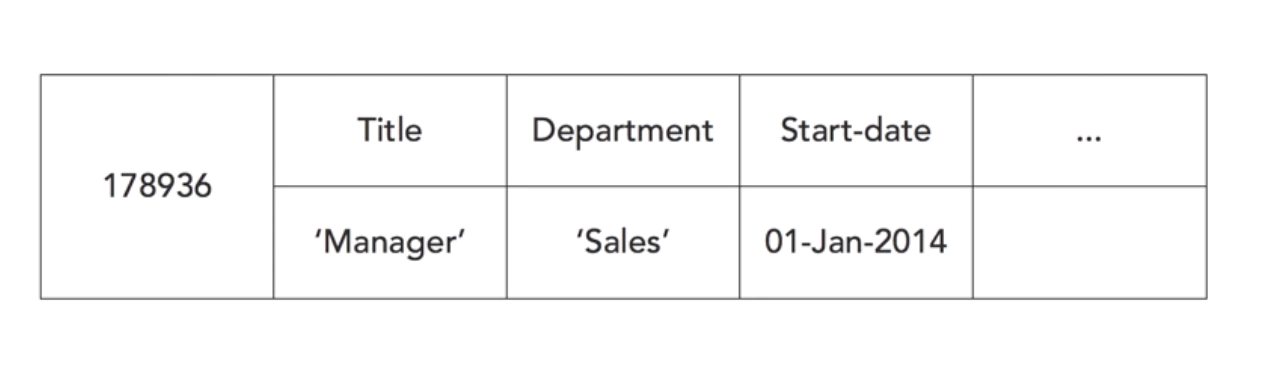 178936
Title Department Start-date ...
‘Manager’ ‘Sales’ 01-Jan-2014